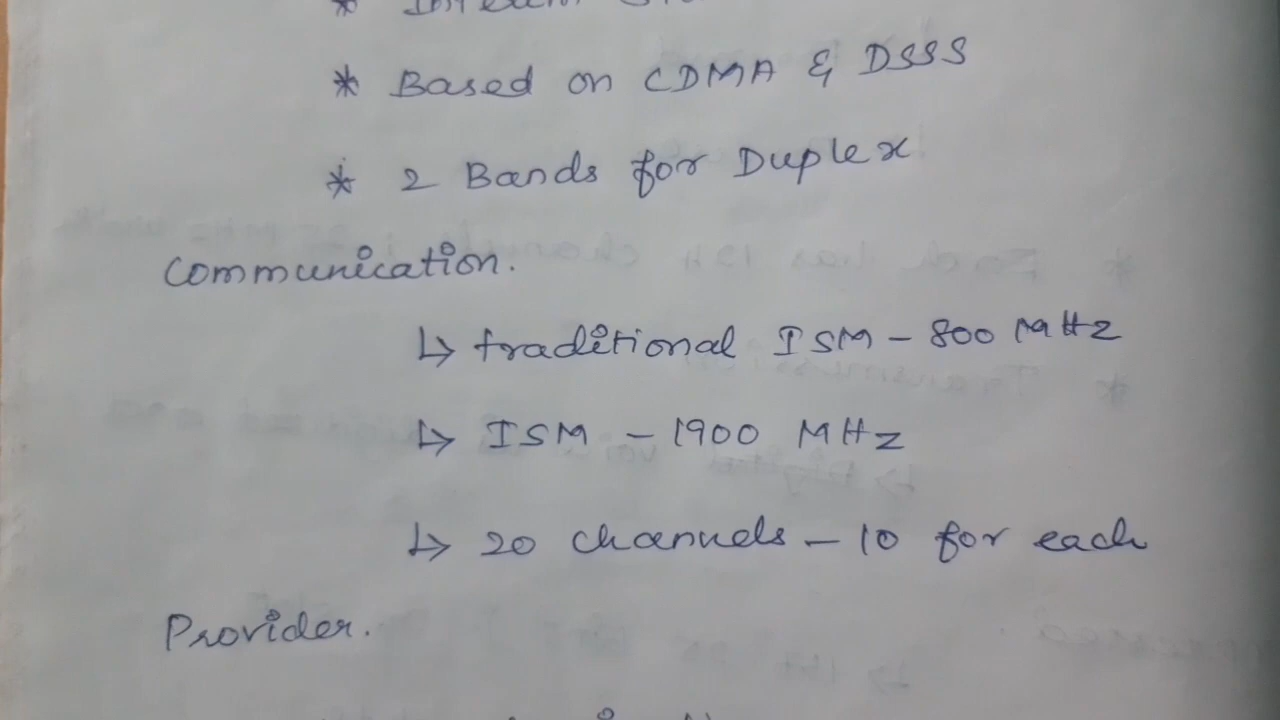 * Based on CDMA & DSSS
* 2 Bands for Duplex
Communication.
↳ traditional ISM - 800 MHz
↳ ISM - 1900 MHz
↳ 20 channels - 10 for each
Provider.